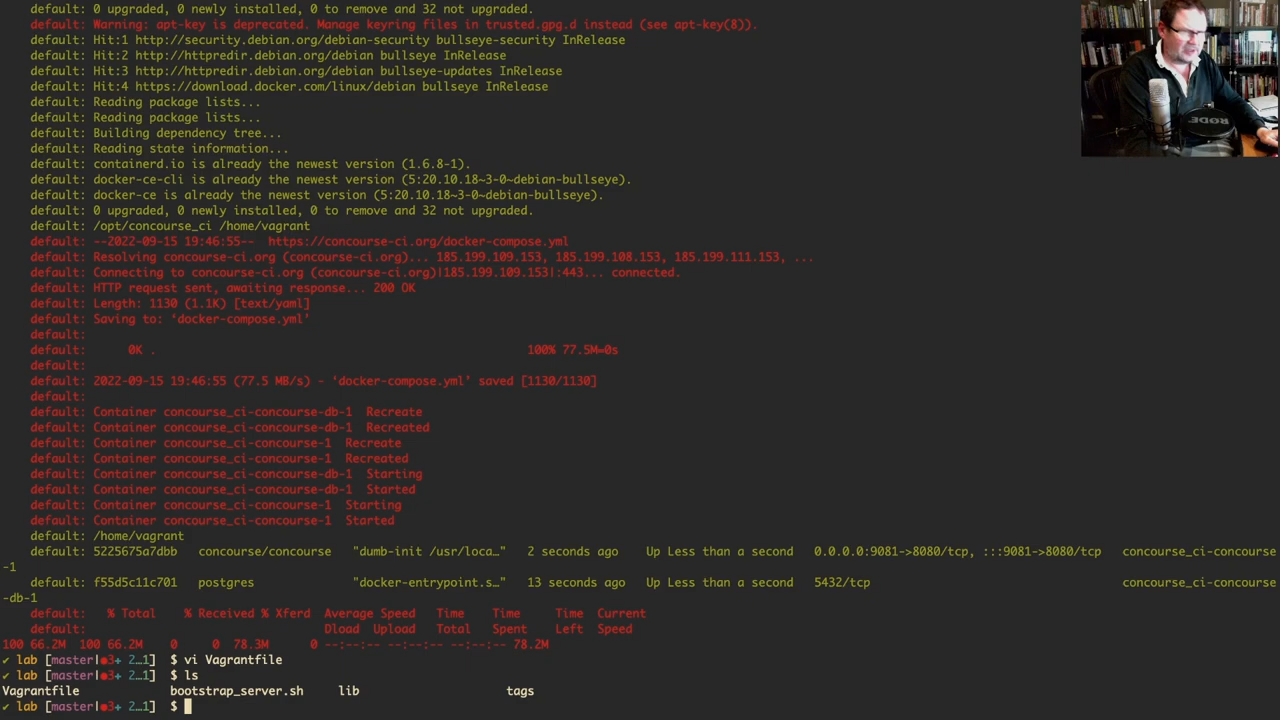 default: 0 upgraded, 0 newly installed, 0 to remove and 32 not upgraded.
default: Warning: apt-key is deprecated. Manage keyring files in trusted.gpg.d instead (see apt-key(8)).
default: Hit:1 http://security.debian.org/debian-security bullseye-security InRelease
default: Hit:2 http://httpredir.debian.org/debian bullseye InRelease
default: Hit:3 http://httpredir.debian.org/debian bullseye-updates InRelease
default: Hit:4 https://download.docker.com/linux/debian bullseye InRelease
default: Reading package lists...
default: Reading package lists...
default: Building dependency tree...
default: Reading state information...
default: containerd.io is already the newest version (1.6.8-1).
default: docker-ce-cli is already the newest version (5:20.10.18~3-0~debian-bullseye).
default: docker-ce is already the newest version (5:20.10.18~3-0~debian-bullseye).
default: 0 upgraded, 0 newly installed, 0 to remove and 32 not upgraded.
default: /opt/concourse_ci /home/vagrant
default: --2022-09-15 19:46:55--  https://concourse-ci.org/docker-compose.yml
default: Resolving concourse-ci.org (concourse-ci.org)... 185.199.109.153, 185.199.108.153, 185.199.111.153, ...
default: Connecting to concourse-ci.org (concourse-ci.org)|185.199.109.153|:443... connected.
default: HTTP request sent, awaiting response... 200 OK
default: Length: 1130 (1.1K) [text/yaml]
default: Saving to: ‘docker-compose.yml’
default:
default:      0K .                                                     100% 77.5M=0s
default:
default: 2022-09-15 19:46:55 (77.5 MB/s) - ‘docker-compose.yml’ saved [1130/1130]
default:
default: Container concourse_ci-concourse-db-1  Recreate
default: Container concourse_ci-concourse-db-1  Recreated
default: Container concourse_ci-concourse-1  Recreate
default: Container concourse_ci-concourse-1  Recreated
default: Container concourse_ci-concourse-db-1  Starting
default: Container concourse_ci-concourse-db-1  Started
default: Container concourse_ci-concourse-1  Starting
default: Container concourse_ci-concourse-1  Started
default: /home/vagrant
default: 5225675a7dbb   concourse/concourse   "dumb-init /usr/loca…"   2 seconds ago    Up Less than a second   0.0.0.0:9081->8080/tcp, :::9081->8080/tcp   concourse_ci-concourse
-1
default: f55d5c11c701   postgres              "docker-entrypoint.s…"   13 seconds ago   Up Less than a second   5432/tcp                                    concourse_ci-concourse
-db-1
default:   % Total    % Received % Xferd  Average Speed   Time    Time     Time  Current
default:                                  Dload  Upload   Total   Spent    Left  Speed
100 66.2M  100 66.2M    0     0  78.3M      0 --:--:-- --:--:-- --:--:-- 78.2M
✔ lab [master|●3+ 2…1]  $ vi Vagrantfile
✔ lab [master|●3+ 2…1]  $ ls
Vagrantfile          bootstrap_server.sh  lib                  tags
✔ lab [master|●3+ 2…1]  $
RØDE